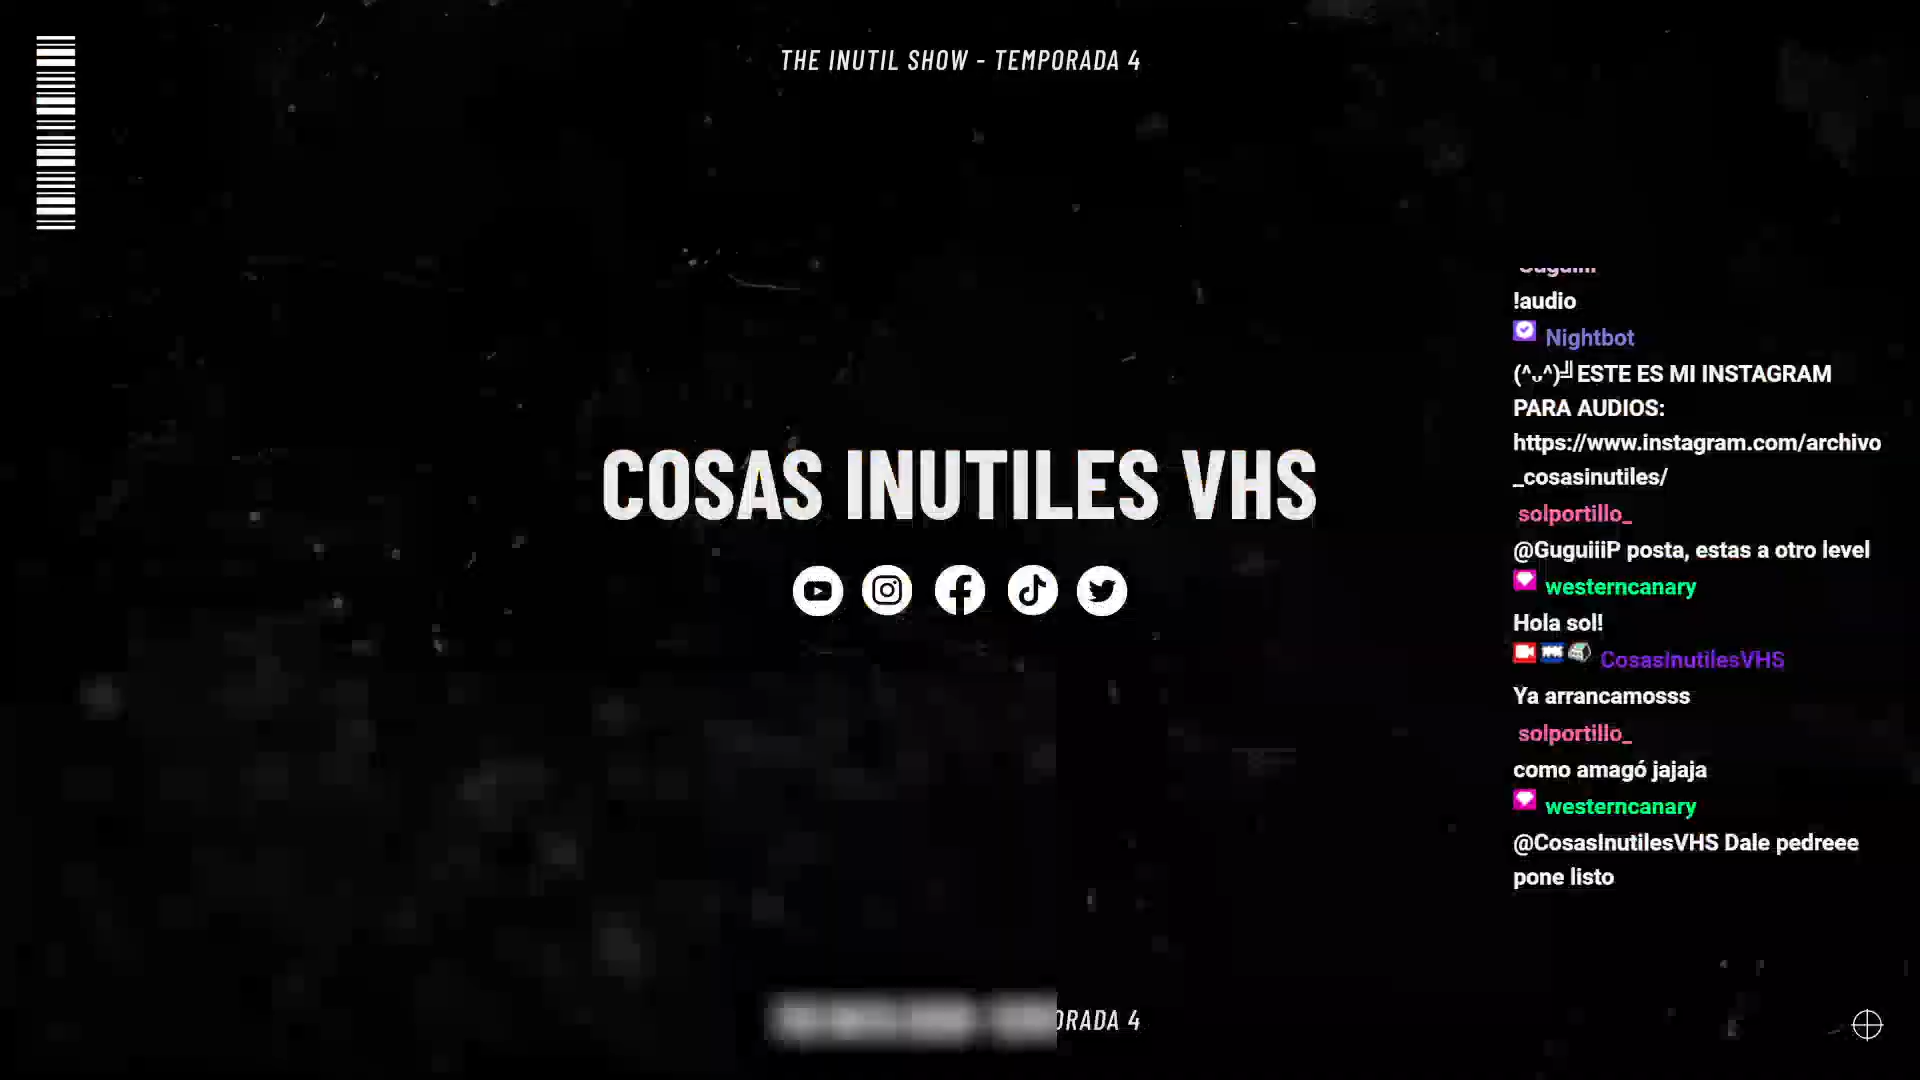 THE INUTIL SHOW - TEMPORADA 4
COSAS INUTILES VHS
!audio
Nightbot
(^ᴗ^)╝ESTE ES MI INSTAGRAM
PARA AUDIOS:
https://www.instagram.com/archivo
_cosasinutiles/
solportillo_
@GuguiiiP posta, estas a otro level
westerncanary
Hola sol!
CosasInutilesVHS
Ya arrancamosss
solportillo_
como amagó jajaja
westerncanary
@CosasInutilesVHS Dale pedreee
pone listo
4